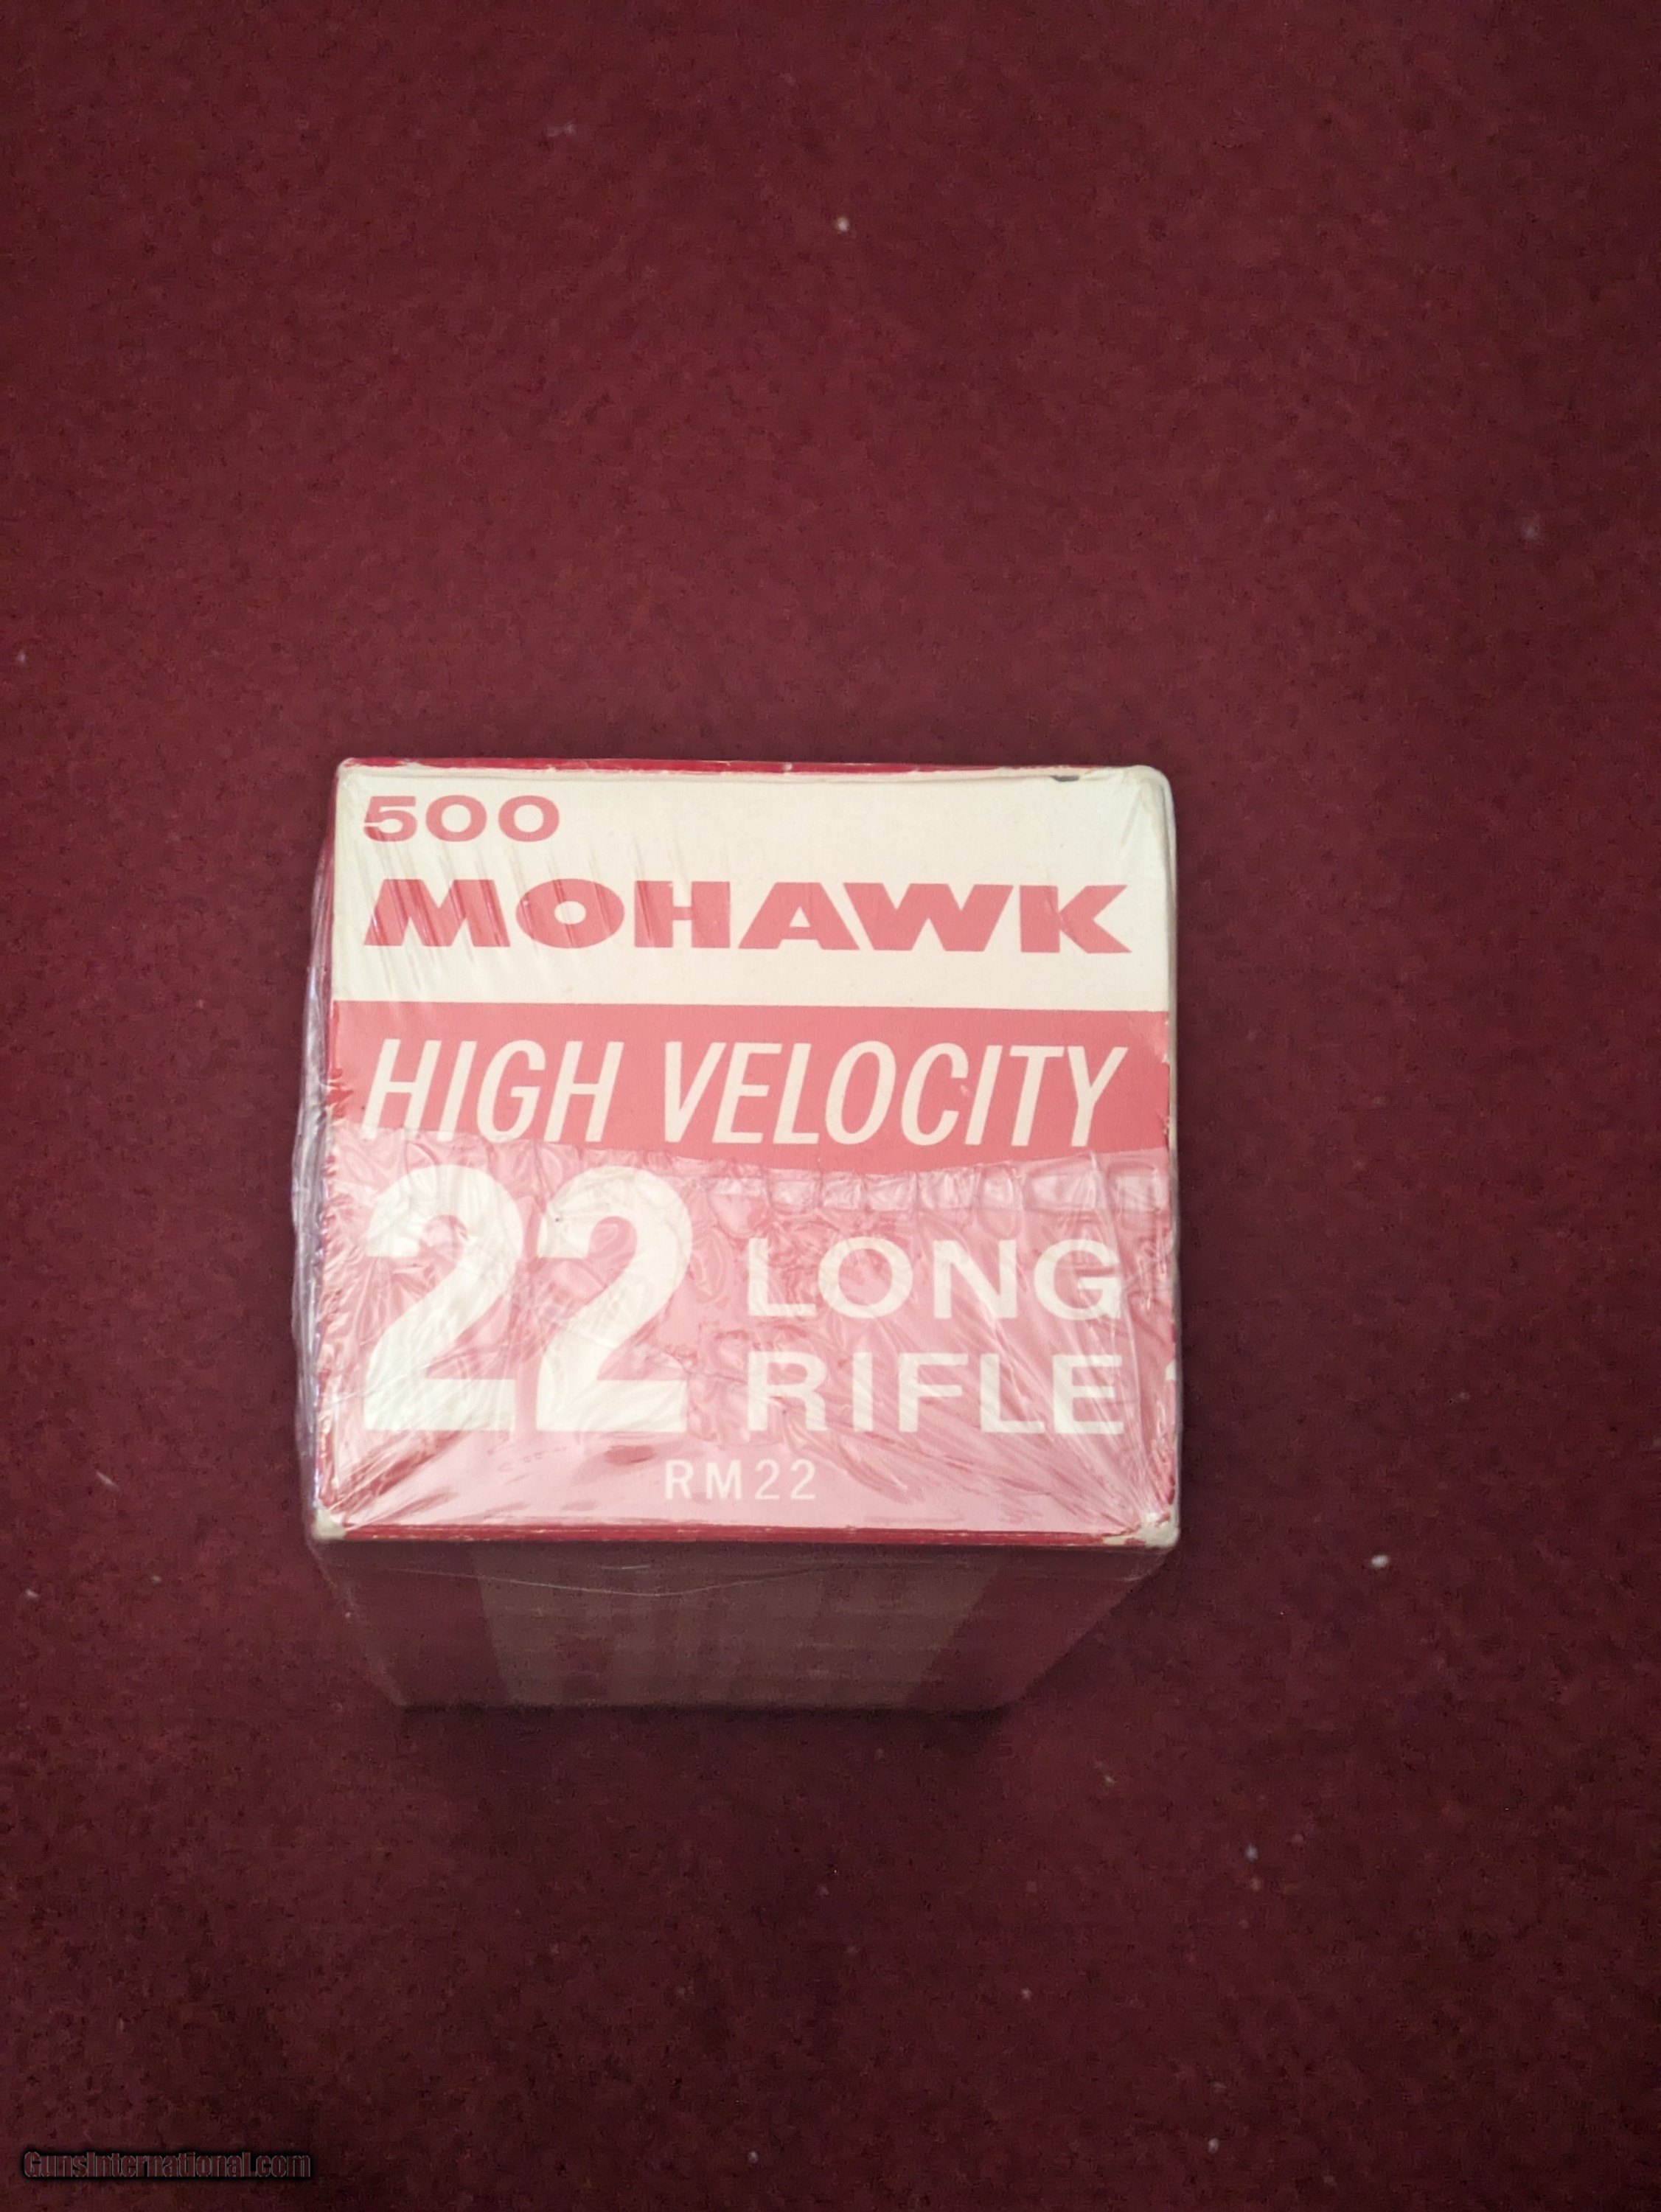 500
MOHAWK
HIGH VELOCITY
22 LONG
RIFLE
RM22
GunsInternational.com